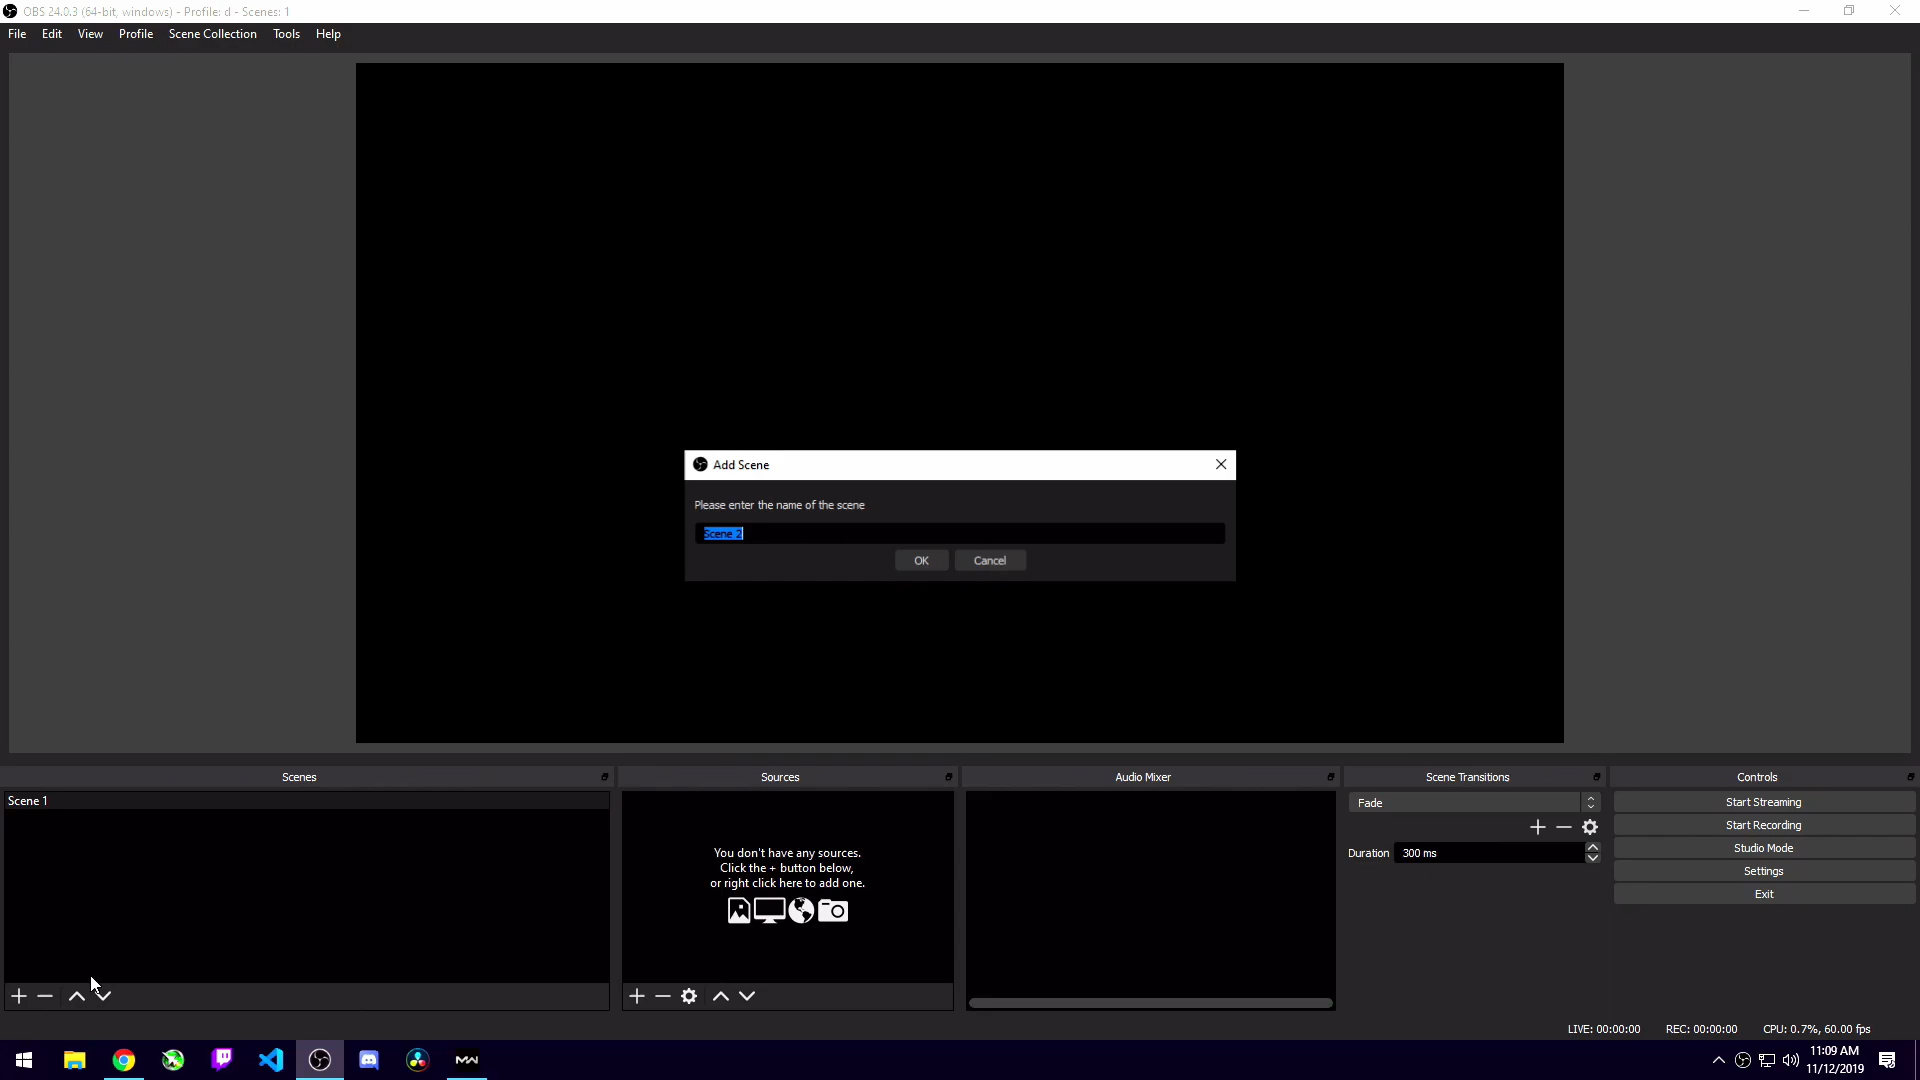 OBS 24.0.3 (64-bit, windows) - Profile: d - Scenes: 1
File Edit View Profile Scene Collection Tools Help
Add Scene
Please enter the name of the scene
Scene 2
OK Cancel
Scenes Sources Audio Mixer Scene Transitions Controls
Scene 1
You don't have any sources.
Click the + button below,
or right click here to add one.
Fade
Duration 300 ms
Start Streaming
Start Recording
Studio Mode
Settings
Exit
LIVE: 00:00:00 REC: 00:00:00 CPU: 0.7%, 60.00 fps
MW
11:09 AM
11/12/2019